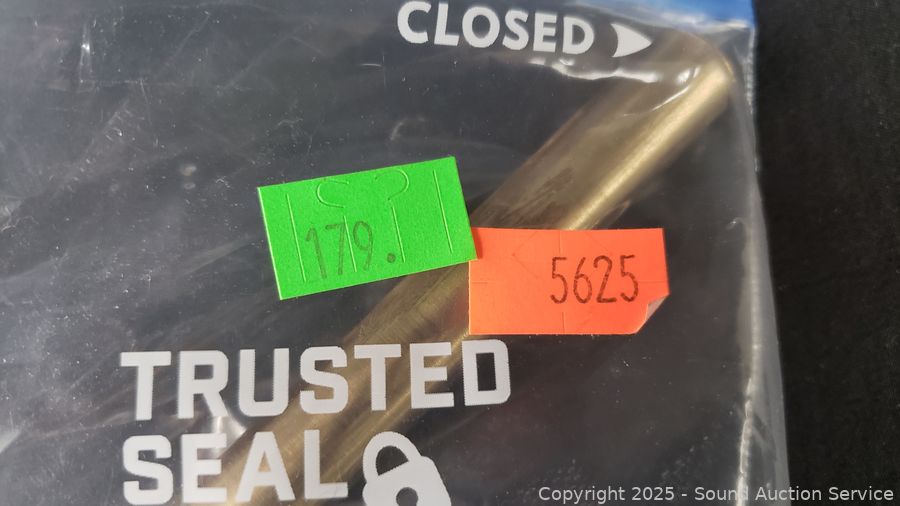 CLOSED
179.
5625
TRUSTED
SEAL
Copyright 2025 - Sound Auction Service